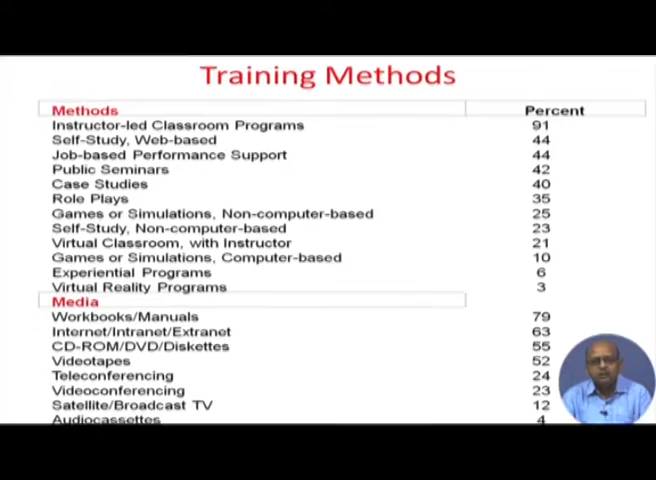 Training Methods
Methods Percent
Instructor-led Classroom Programs 91
Self-Study, Web-based 44
Job-based Performance Support 44
Public Seminars 42
Case Studies 40
Role Plays 35
Games or Simulations, Non-computer-based 25
Self-Study, Non-computer-based 23
Virtual Classroom, with Instructor 21
Games or Simulations, Computer-based 10
Experiential Programs 6
Virtual Reality Programs 3
Media
Workbooks/Manuals 79
Internet/Intranet/Extranet 63
CD-ROM/DVD/Diskettes 55
Videotapes 52
Teleconferencing 24
Videoconferencing 23
Satellite/Broadcast TV 12
Audiocassettes 4